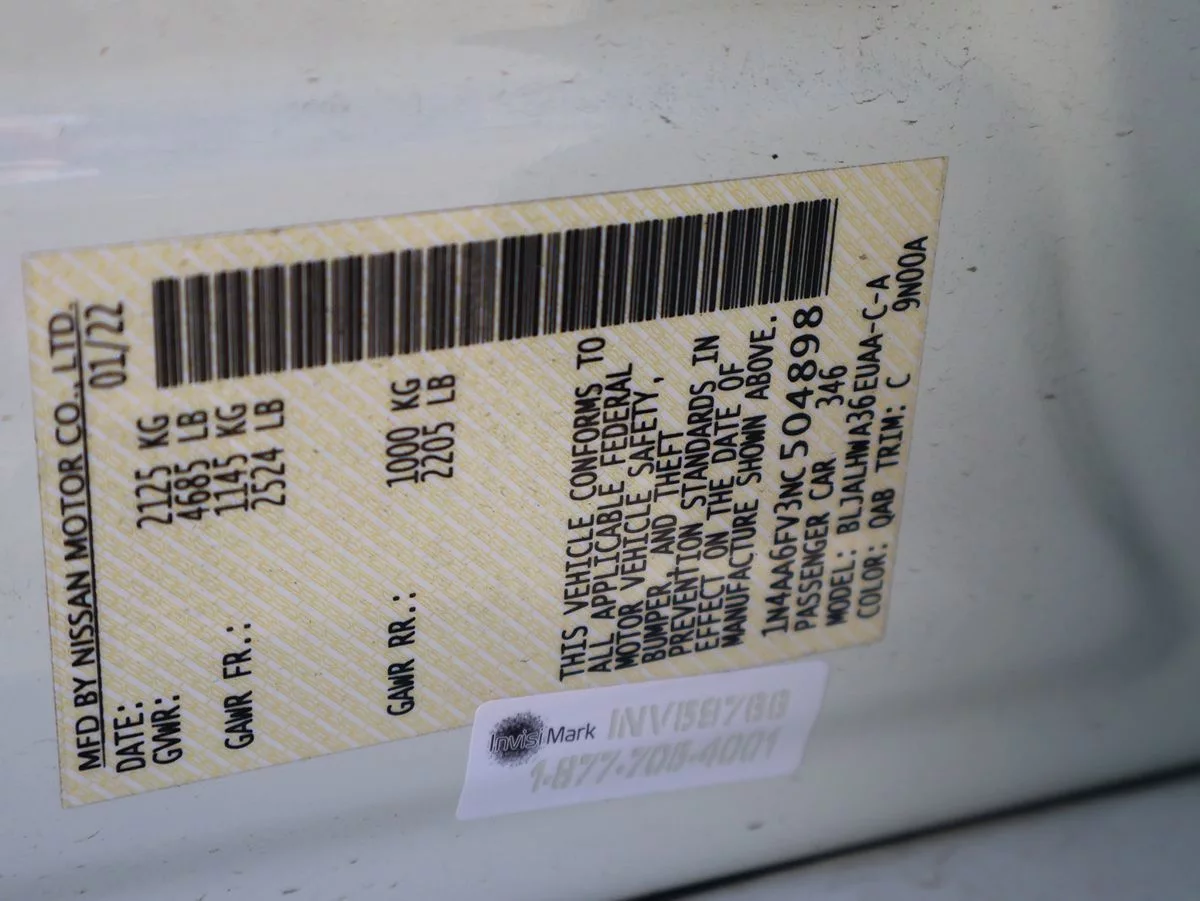 MFD BY NISSAN MOTOR CO., LTD.
DATE: 01/22
GVWR: 2125 KG
4685 LB
GAWR FR.: 1145 KG
2524 LB
GAWR RR.: 1000 KG
2205 LB
THIS VEHICLE CONFORMS TO
ALL APPLICABLE FEDERAL
MOTOR VEHICLE SAFETY,
BUMPER, AND THEFT
PREVENTION STANDARDS IN
EFFECT ON THE DATE OF
MANUFACTURE SHOWN ABOVE.
1N4AA6FV3NC504898
PASSENGER CAR 346
MODEL: BLJALHWA36EUAA-C-A
COLOR: QAB TRIM: C 9N00A
InvisiMark
1-877-705-4001